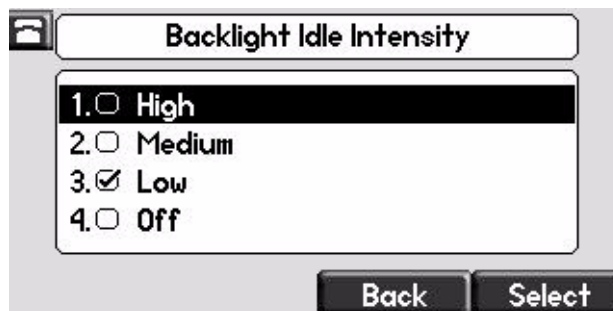 Backlight Idle Intensity
1. High
2. Medium
3. Low
4. Off
Back Select